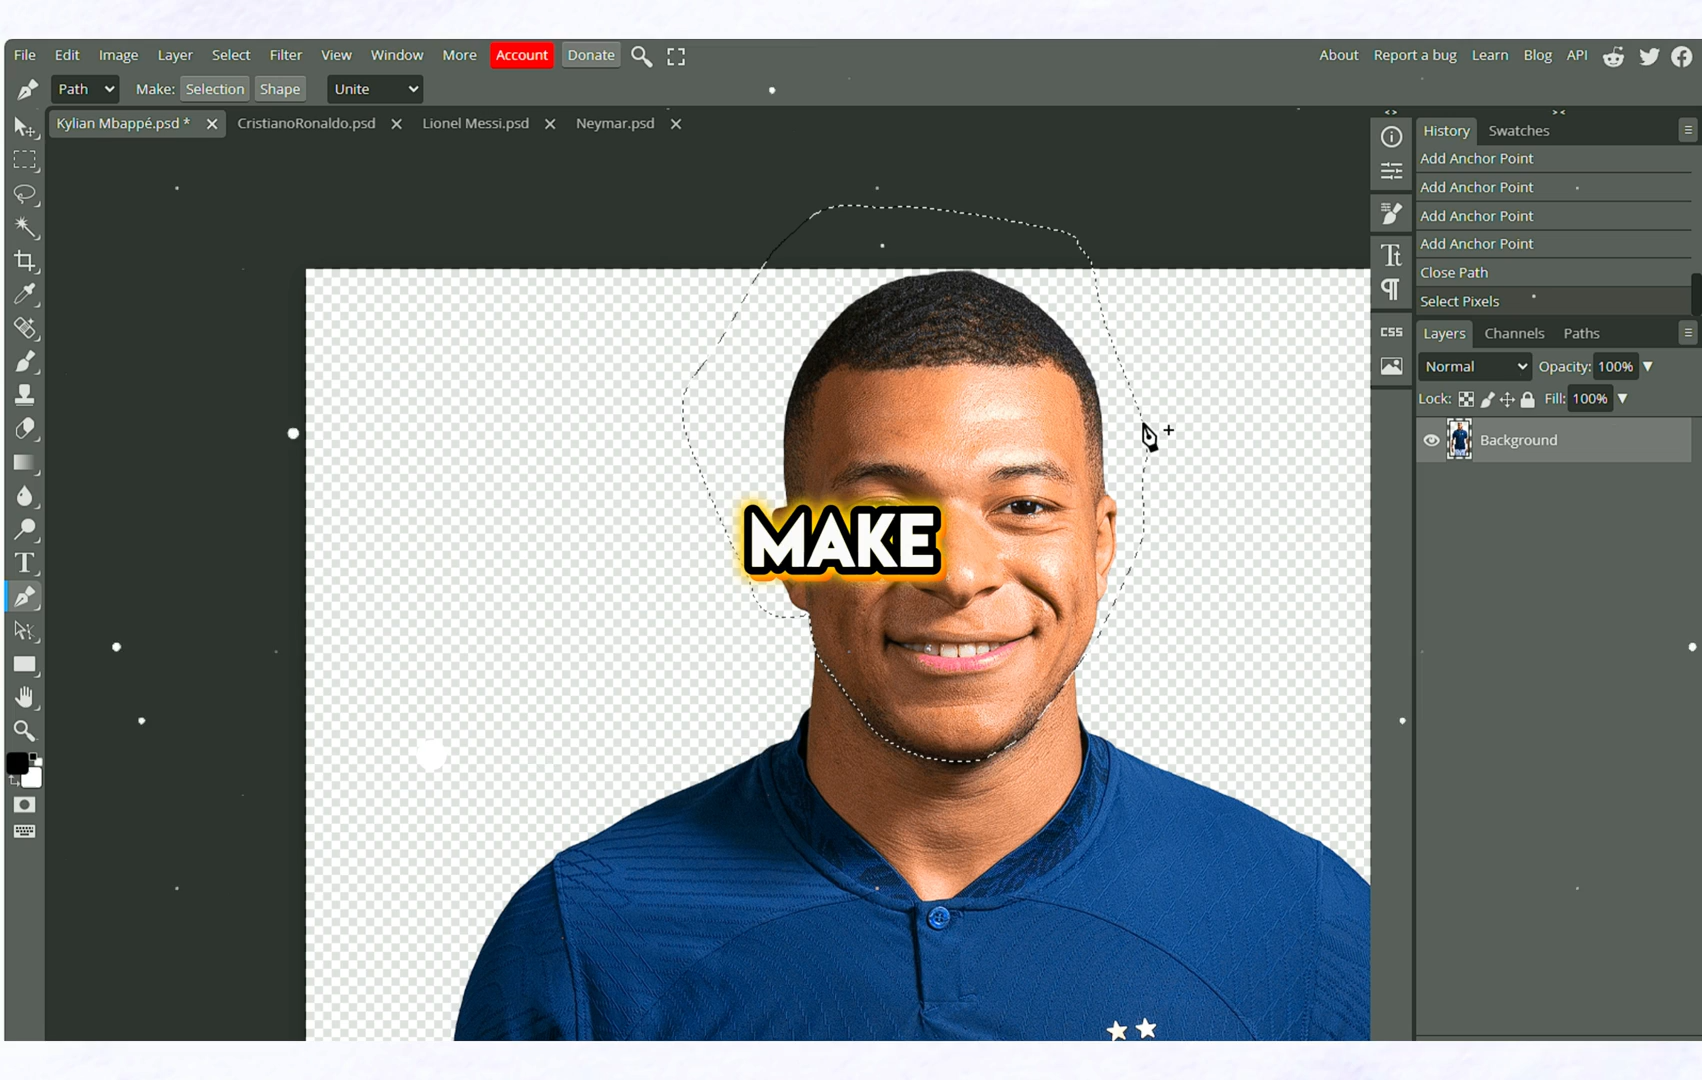 File Edit Image Layer Select Filter View Window More Account Donate About Report a bug Learn Blog API
Path Make: Selection Shape Unite
Kylian Mbappé.psd * CristianoRonaldo.psd Lionel Messi.psd Neymar.psd
History Swatches
Add Anchor Point
Add Anchor Point
Add Anchor Point
Add Anchor Point
Close Path
Select Pixels
Layers Channels Paths
Normal Opacity: 100%
Lock: Fill: 100%
Background
CSS
MAKE